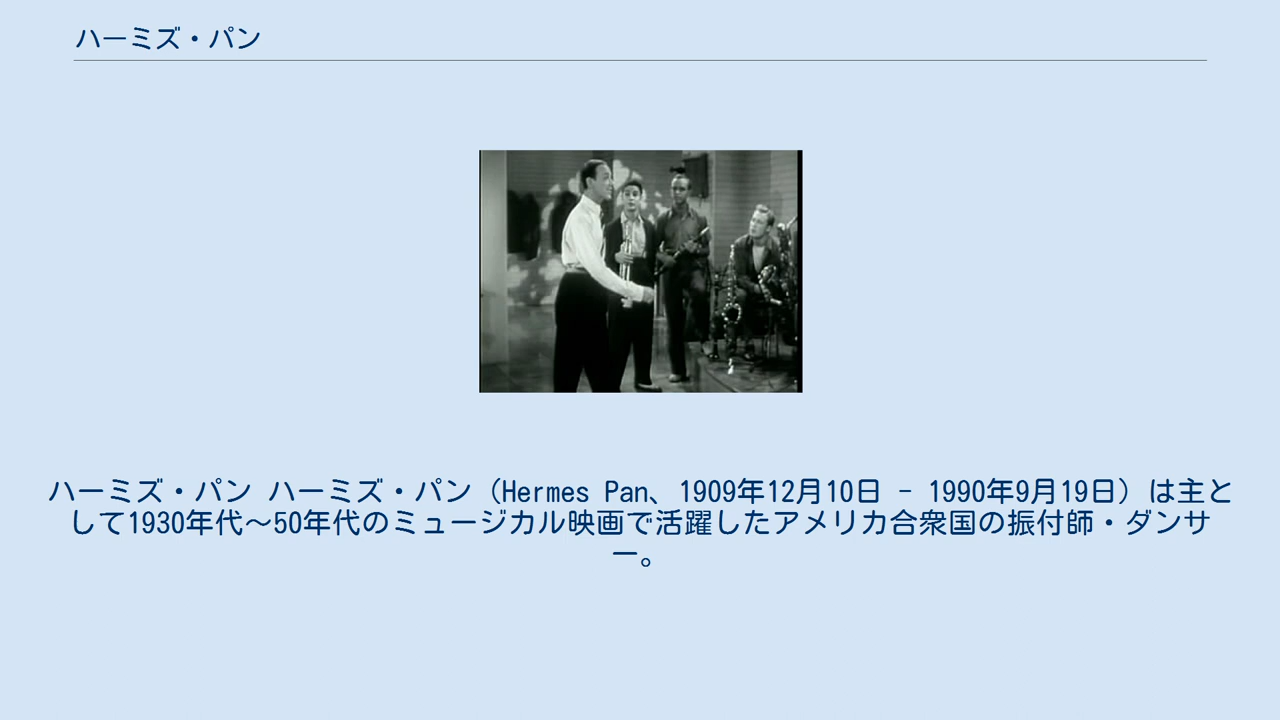 ハーミズ・パン
ハーミズ・パン ハーミズ・パン（Hermes Pan、1909年12月10日 - 1990年9月19日）は主と
して1930年代～50年代のミュージカル映画で活躍したアメリカ合衆国の振付師・ダンサ
ー。